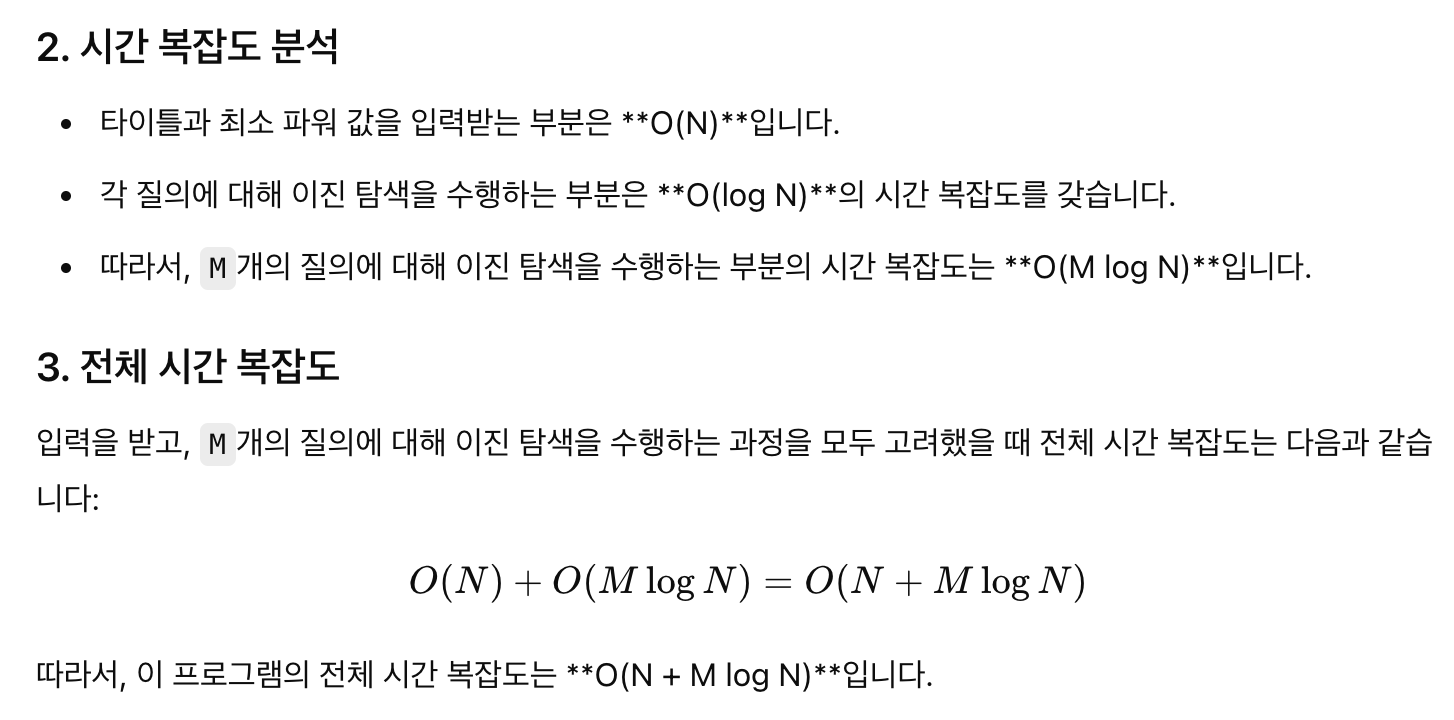 2. 시간 복잡도 분석
• 타이틀과 최소 파워 값을 입력받는 부분은 **O(N)**입니다.
• 각 질의에 대해 이진 탐색을 수행하는 부분은 **O(log N)**의 시간 복잡도를 갖습니다.
• 따라서, M개의 질의에 대해 이진 탐색을 수행하는 부분의 시간 복잡도는 **O(M log N)**입니다.
3. 전체 시간 복잡도
입력을 받고, M개의 질의에 대해 이진 탐색을 수행하는 과정을 모두 고려했을 때 전체 시간 복잡도는 다음과 같습
니다:
O(N) + O(M log N) = O(N + M log N)
따라서, 이 프로그램의 전체 시간 복잡도는 **O(N + M log N)**입니다.